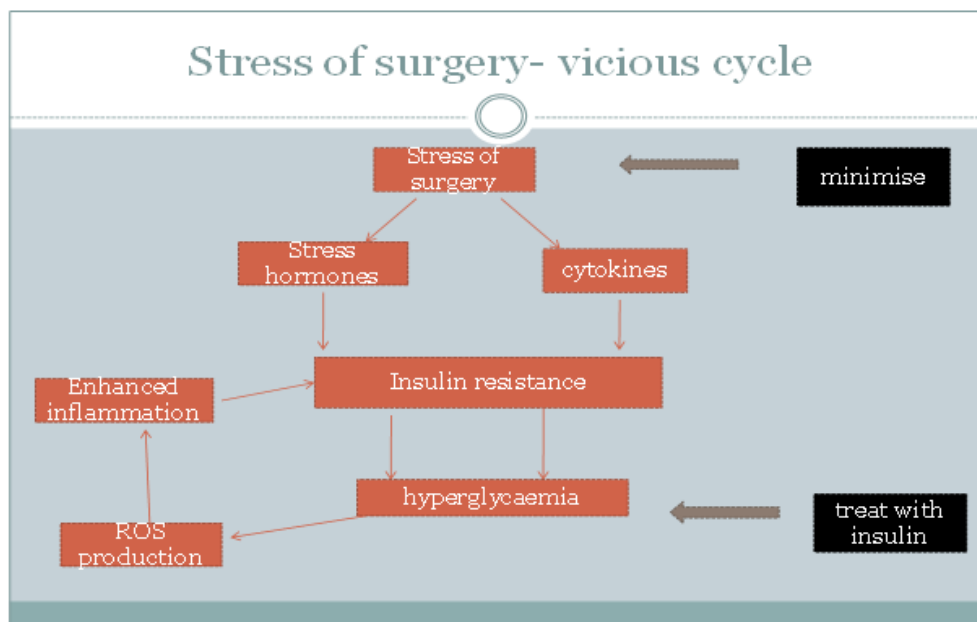 Stress of surgery- vicious cycle
Stress of
surgery
minimise
Stress
hormones
cytokines
Insulin resistance
Enhanced
inflammation
hyperglycaemia
treat with
insulin
ROS
production